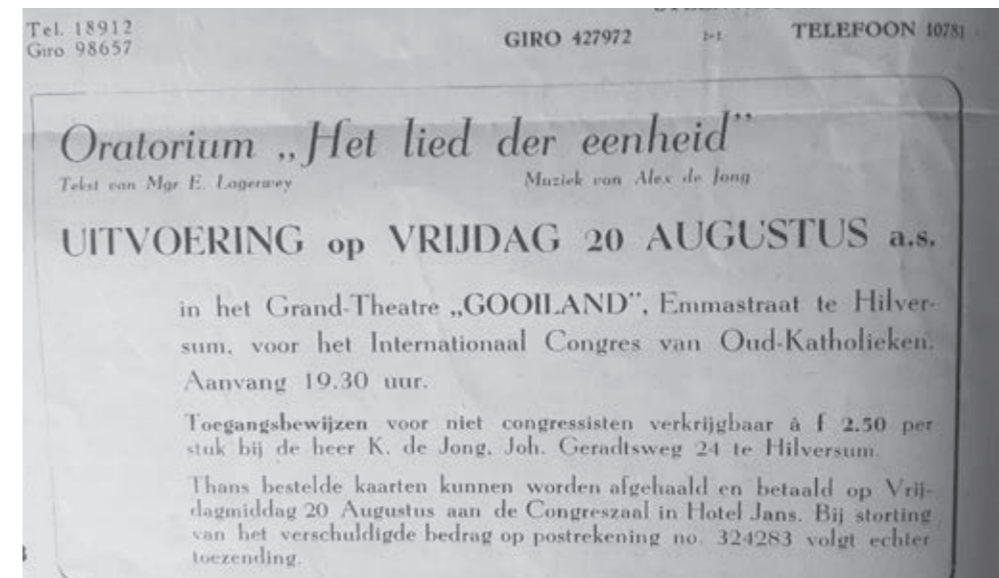 Tel. 18912
Giro 98657
GIRO 427972
TELEFOON 10781
Oratorium „Het lied der eenheid”
Tekst van Mgr E. Lagerwey Muziek van Alex de Jong
UITVOERING op VRIJDAG 20 AUGUSTUS a.s.
in het Grand-Theatre „GOOILAND”, Emmastraat te Hilver-
sum, voor het Internationaal Congres van Oud-Katholieken.
Aanvang 19.30 uur.
Toegangsbewijzen voor niet congressisten verkrijgbaar à f 2.50 per
stuk bij de heer K. de Jong, Joh. Geradtsweg 24 te Hilversum.
Thans bestelde kaarten kunnen worden afgehaald en betaald op Vrij-
dagmiddag 20 Augustus aan de Congreszaal in Hotel Jans. Bij storting
van het verschuldigde bedrag op postrekening no. 324283 volgt echter
toezending.